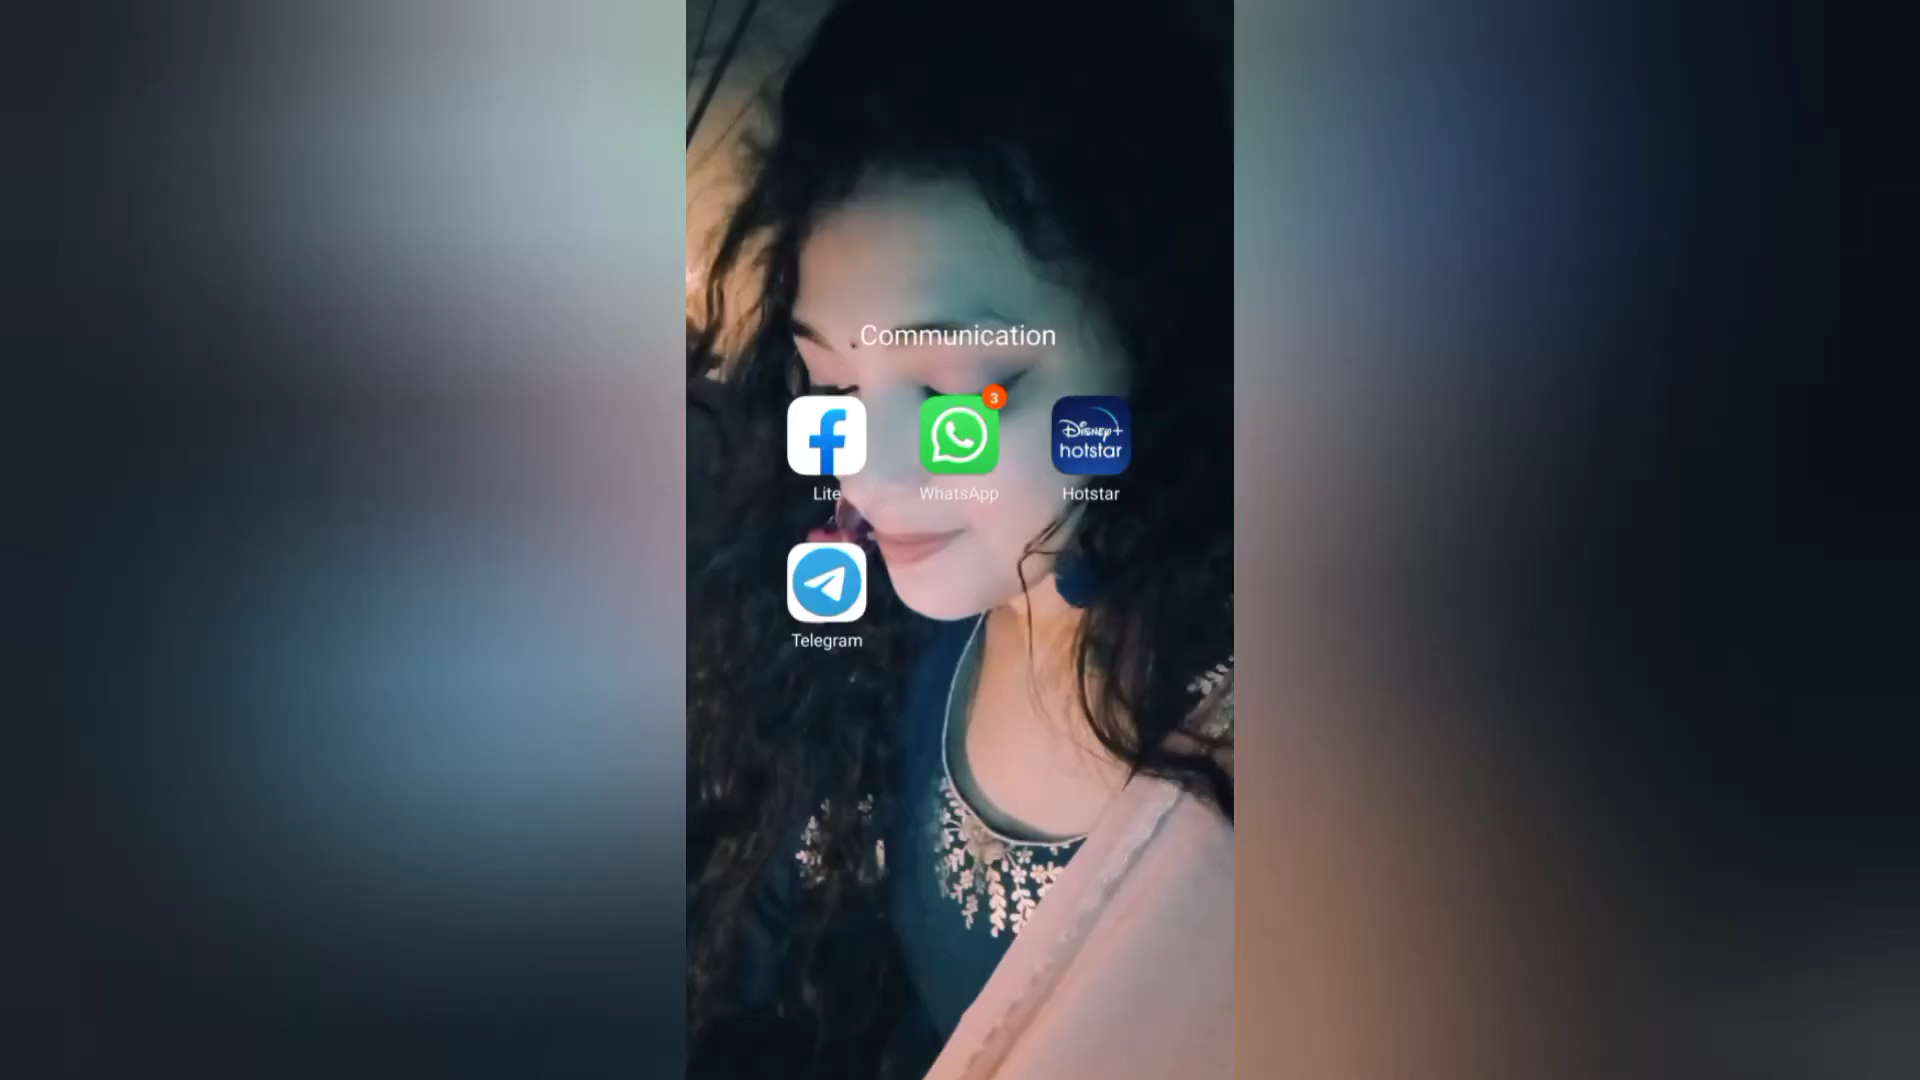 Communication
3
Disney+
hotstar
Lite
WhatsApp
Hotstar
Telegram